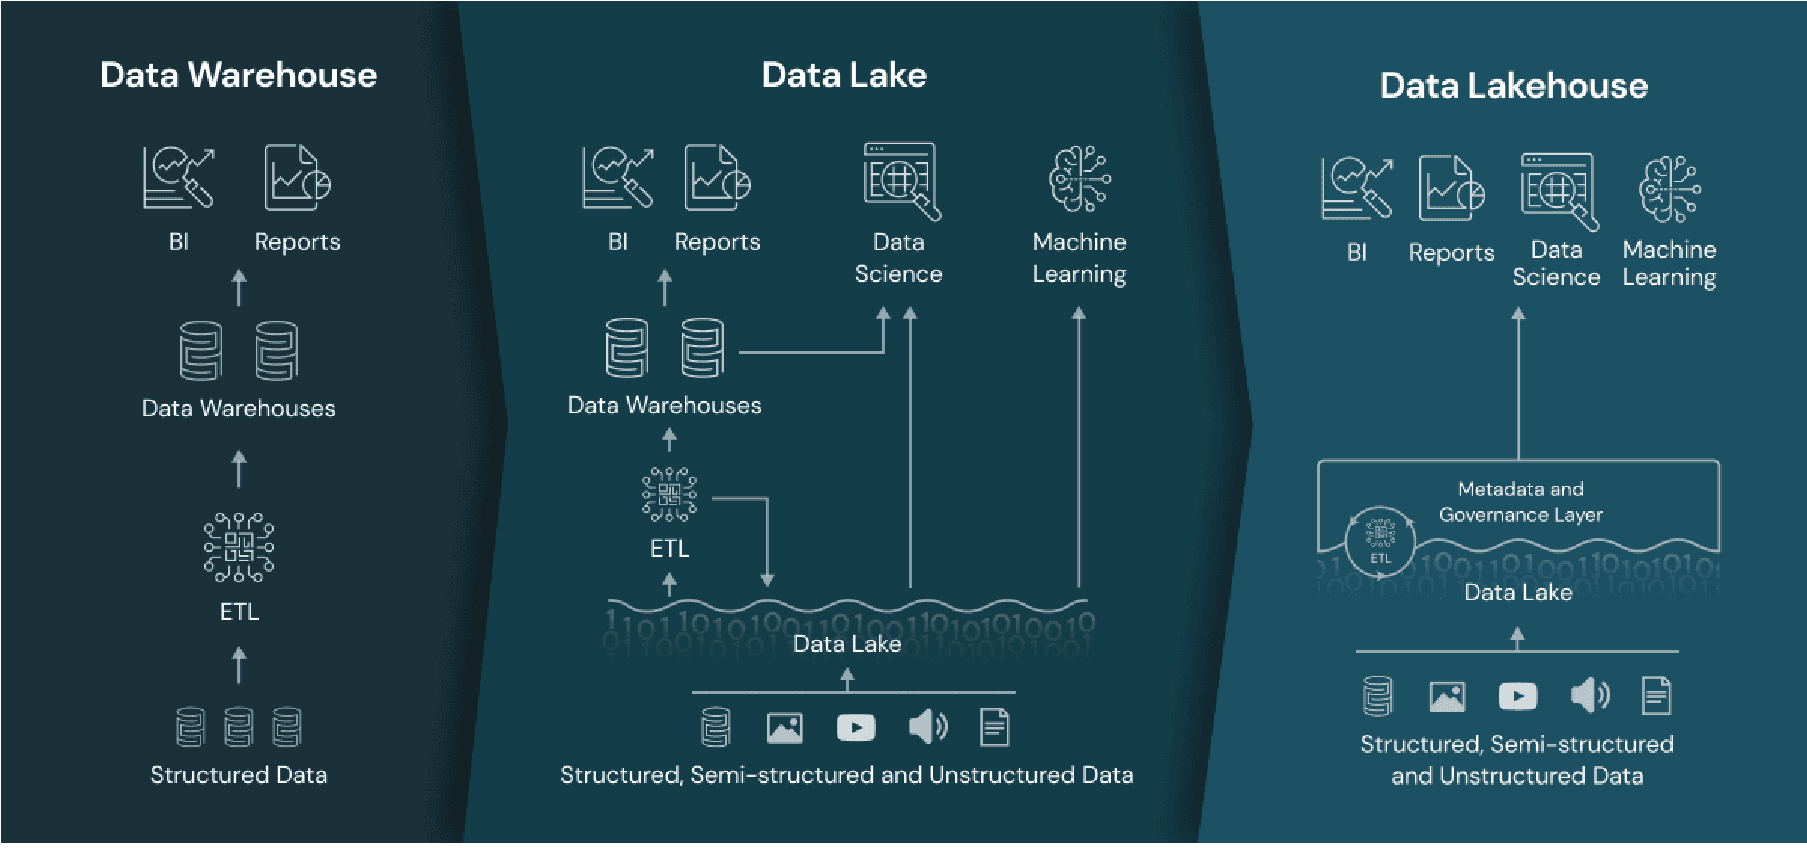 Data Warehouse
BI
Reports
Data Warehouses
ETL
Structured Data
Data Lake
BI
Reports
Data
Science
Machine
Learning
Data Warehouses
ETL
Data Lake
Structured, Semi-structured and Unstructured Data
Data Lakehouse
BI
Reports
Data
Science
Machine
Learning
Metadata and
Governance Layer
ETL
Data Lake
Structured, Semi-structured
and Unstructured Data